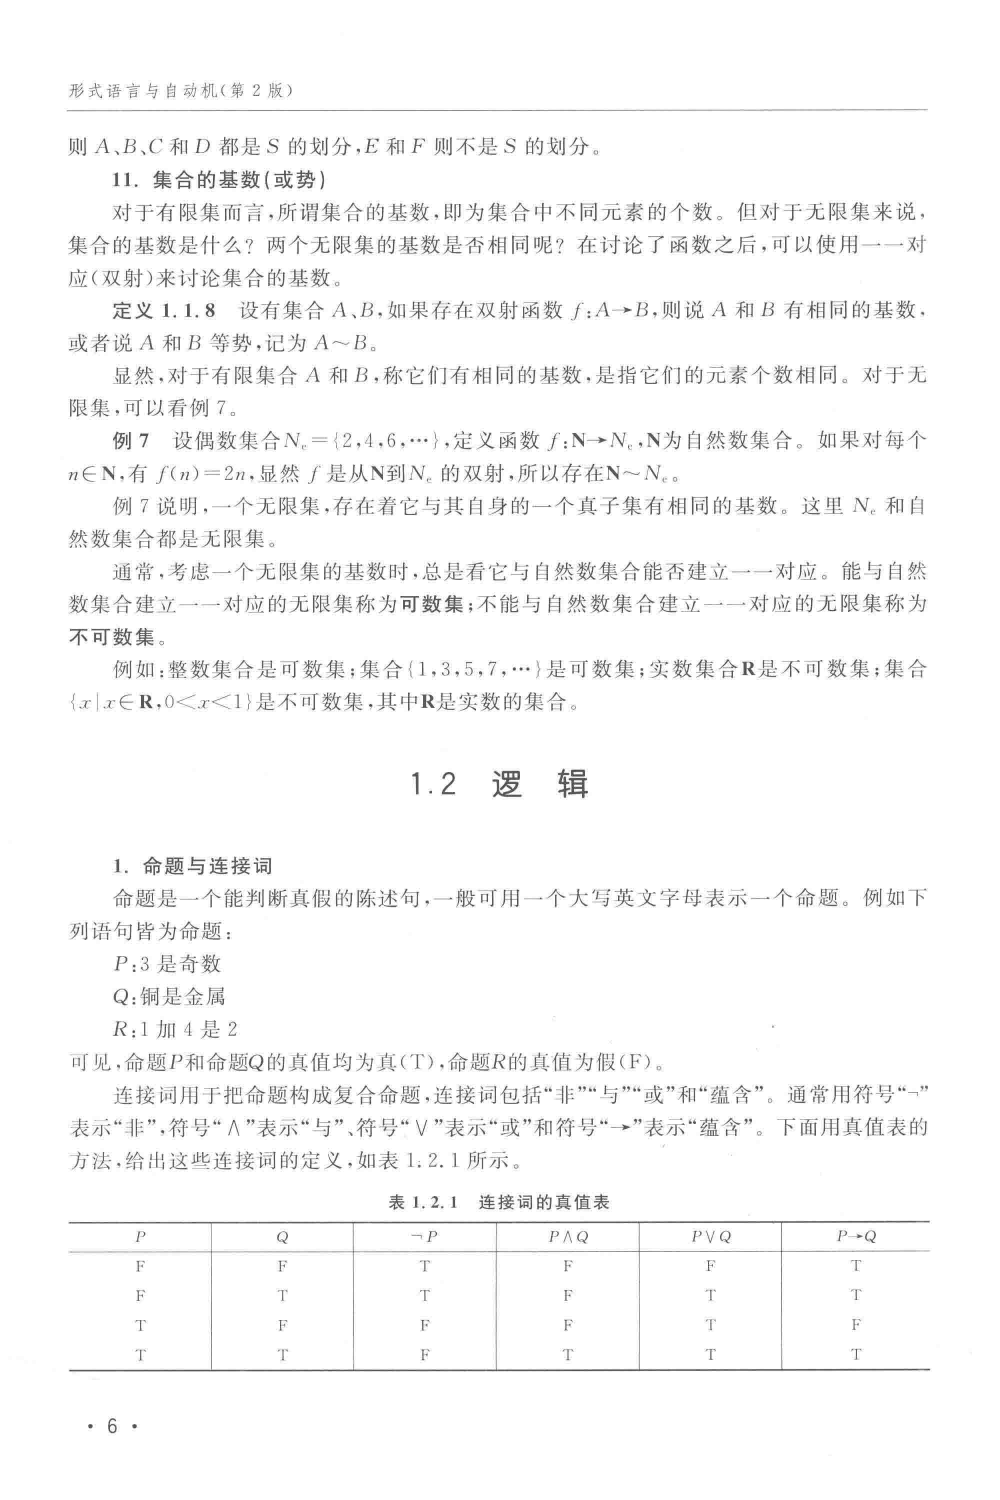 形式语言与自动机(第2版)
则A、B、C和D都是S的划分,E和F则不是S的划分。
11. 集合的基数(或势)
对于有限集而言,所谓集合的基数,即为集合中不同元素的个数。但对于无限集来说,
集合的基数是什么?两个无限集的基数是否相同呢?在讨论了函数之后,可以使用一一对
应(双射)来讨论集合的基数。
定义1.1.8 设有集合A、B,如果存在双射函数f:A→B,则说A和B有相同的基数,
或者说A和B等势,记为A~B。
显然,对于有限集合A和B,称它们有相同的基数,是指它们的元素个数相同。对于无
限集,可以看例7。
例7 设偶数集合Nₑ={2,4,6,…},定义函数f:N→Nₑ,N为自然数集合。如果对每个
n∈N,有f(n)=2n,显然f是从N到Nₑ的双射,所以存在N~Nₑ。
例7说明,一个无限集,存在着它与其自身的一个真子集有相同的基数。这里Nₑ和自
然数集合都是无限集。
通常,考虑一个无限集的基数时,总是看它与自然数集合能否建立一一对应。能与自然
数集合建立一一对应的无限集称为可数集;不能与自然数集合建立一一对应的无限集称为
不可数集。
例如:整数集合是可数集;集合{1,3,5,7,…}是可数集;实数集合R是不可数集;集合
{x|x∈R,0<x<1}是不可数集,其中R是实数的集合。
1.2 逻 辑
1. 命题与连接词
命题是一个能判断真假的陈述句,一般可用一个大写英文字母表示一个命题。例如下
列语句皆为命题:
P:3是奇数
Q:铜是金属
R:1加4是2
可见,命题P和命题Q的真值均为真(T),命题R的真值为假(F)。
连接词用于把命题构成复合命题,连接词包括“非”“与”“或”和“蕴含”。通常用符号“¬”
表示“非”,符号“∧”表示“与”、符号“∨”表示“或”和符号“→”表示“蕴含”。下面用真值表的
方法,给出这些连接词的定义,如表1.2.1所示。
表1.2.1 连接词的真值表
P Q ¬P P∧Q P∨Q P→Q
F F T F F T
F T T F T T
T F F F T F
T T F T T T
· 6 ·